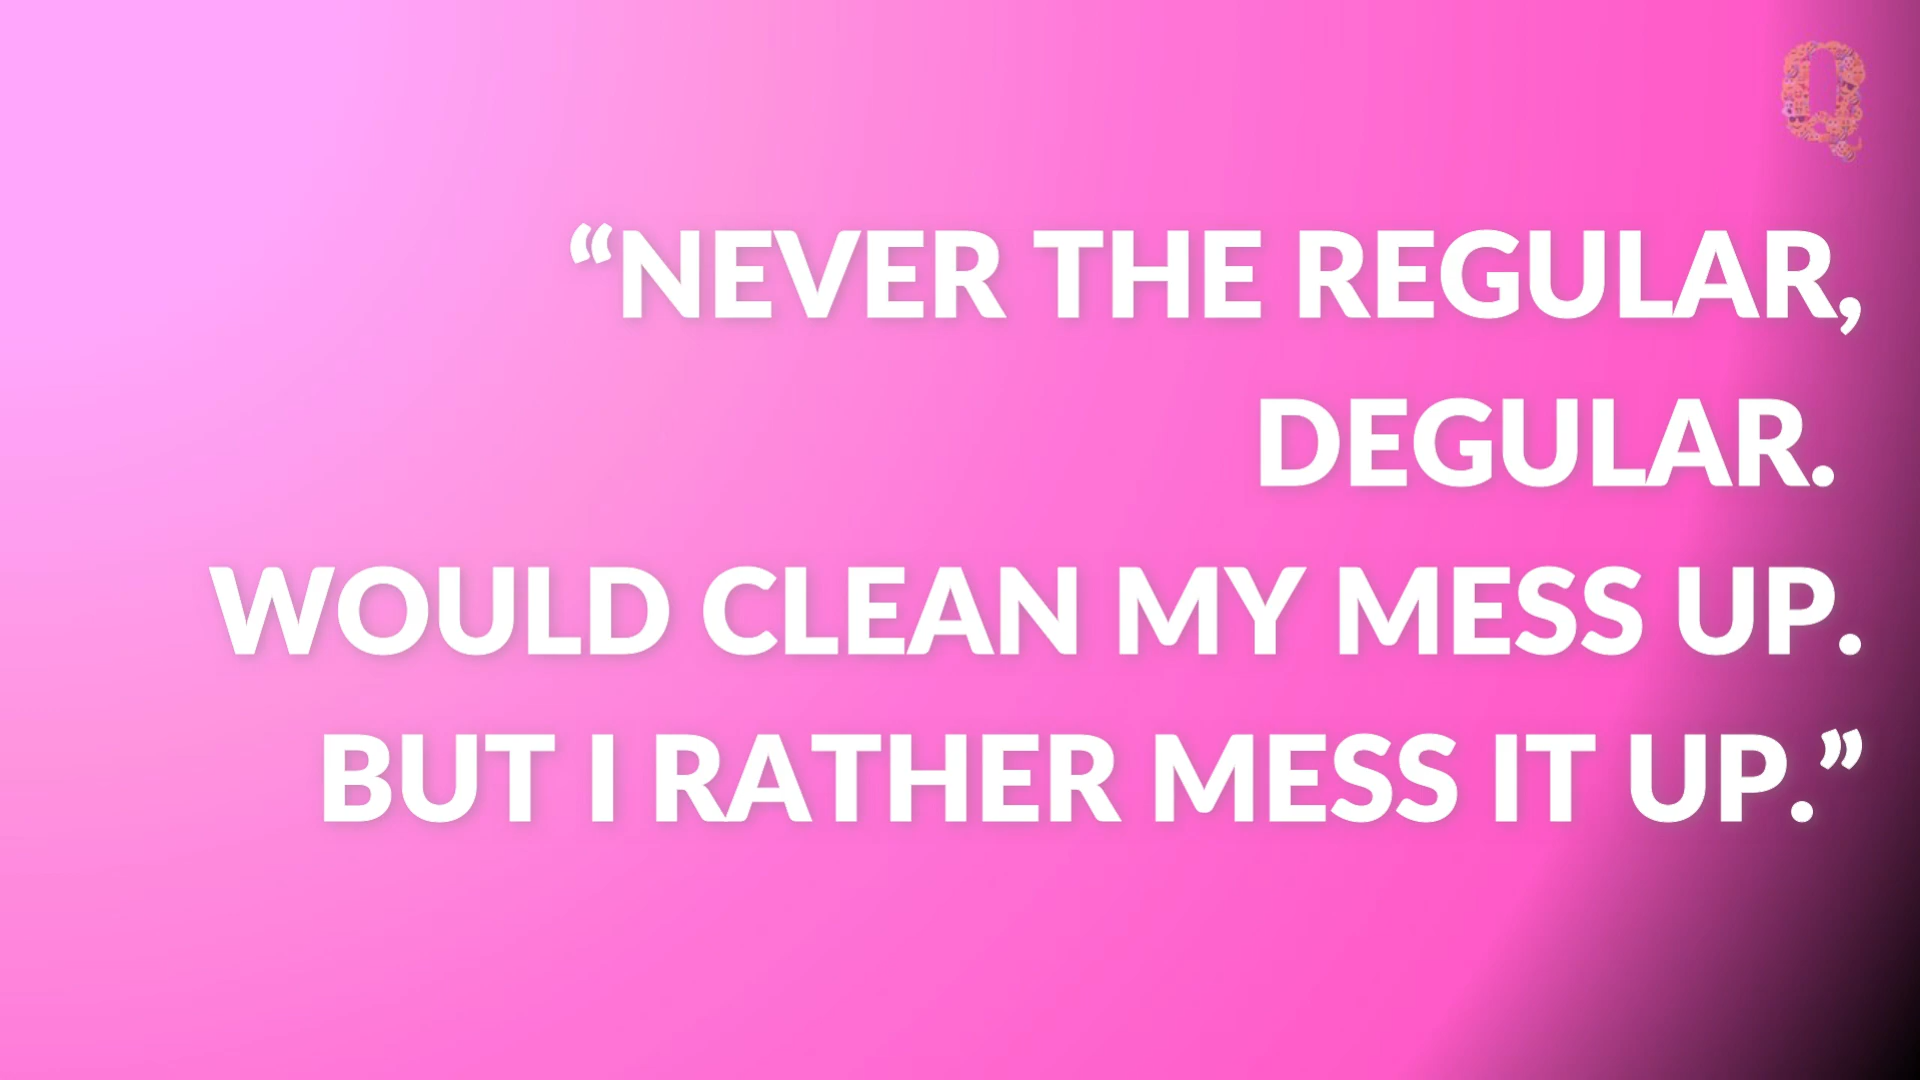 “NEVER THE REGULAR,
DEGULAR.
WOULD CLEAN MY MESS UP.
BUT I RATHER MESS IT UP.”
Q